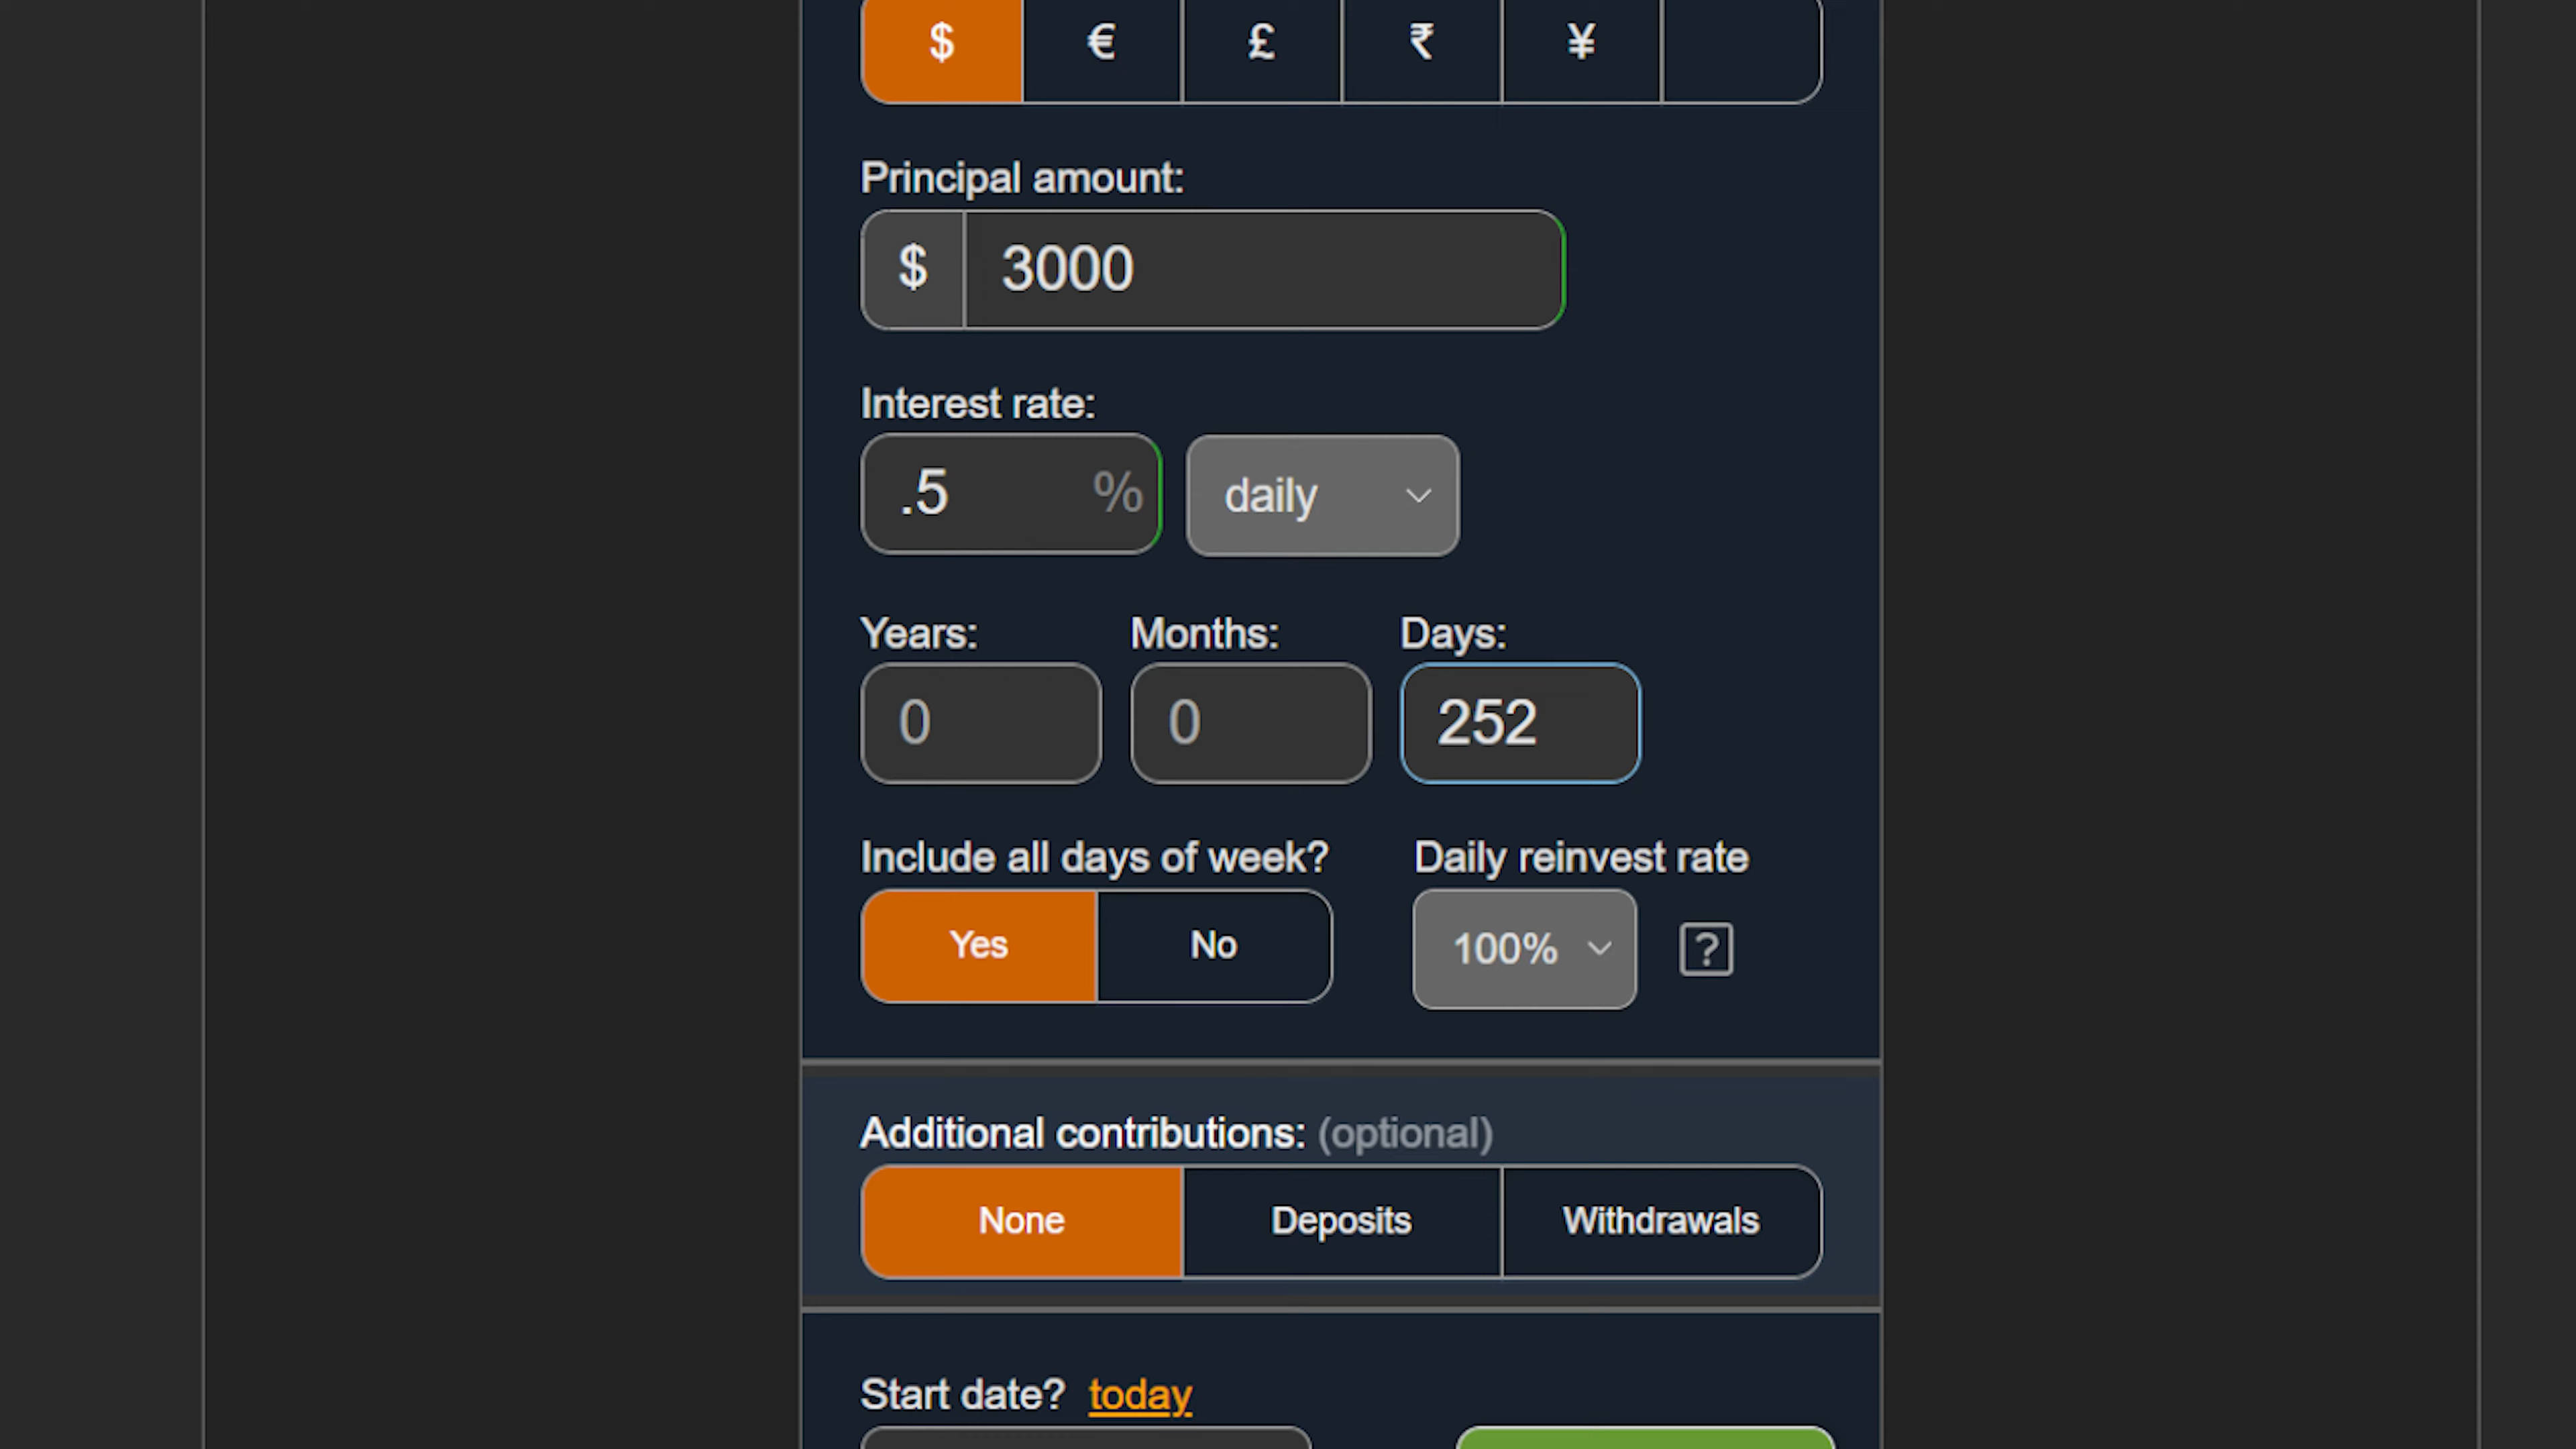 $ € £ ₹ ¥
Principal amount:
$ 3000
Interest rate:
.5 % daily
Years: Months: Days:
0 0 252
Include all days of week? Daily reinvest rate
Yes No 100% ?
Additional contributions: (optional)
None Deposits Withdrawals
Start date? today